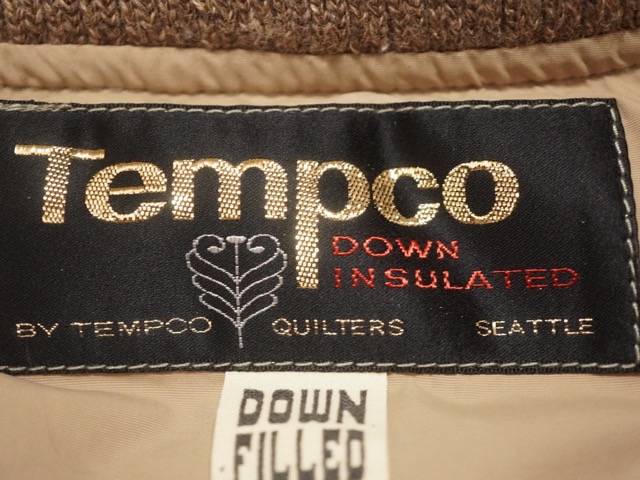 Tempco
DOWN
INSULATED
BY TEMPCO QUILTERS SEATTLE
DOWN
FILLED